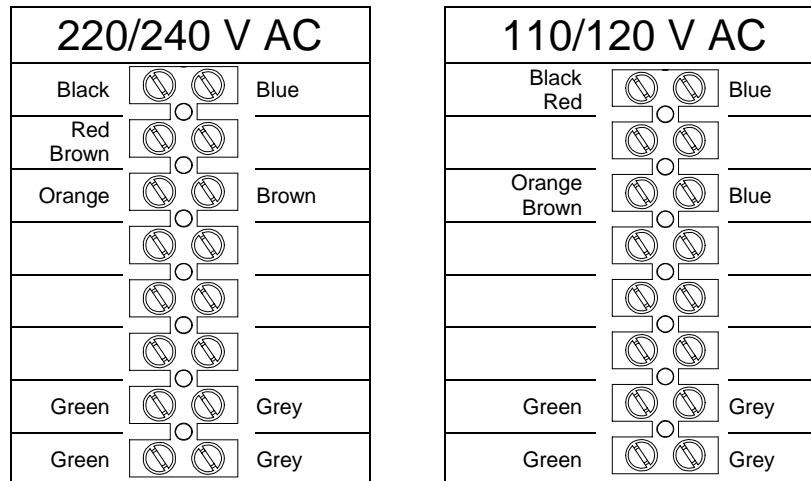 220/240 V AC
Black Blue
Red
Brown
Orange Brown
Green Grey
Green Grey
110/120 V AC
Black
Red
Blue
Orange
Brown
Blue
Green Grey
Green Grey